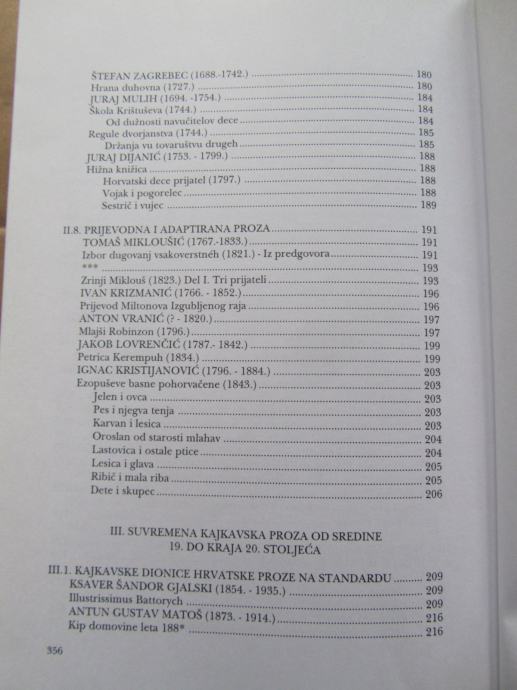 ŠTEFAN ZAGREBEC (1688.-1742.) ..... 180
Hrana duhovna (1727.) ..... 180
JURAJ MULIH (1694. -1754.) ..... 184
Škola Krištuševa (1744.) ..... 184
Od dužnosti navučitelov dece ..... 184
Regule dvorjanstva (1744.) ..... 185
Držanja vu tovaruštvu drugeh ..... 185
JURAJ DIJANIĆ (1753. - 1799.) ..... 188
Hižna knižica ..... 188
Horvatski dece prijatel (1797.) ..... 188
Vojak i pogorelec ..... 188
Sestrič i vujec ..... 189
II.8. PRIJEVODNA I ADAPTIRANA PROZA ..... 191
TOMAŠ MIKLOUŠIĆ (1767.-1833.) ..... 191
Izbor dugovanj vsakoverstnéh (1821.) - Iz predgovora ..... 191
*** ..... 193
Zrinji Miklouš (1823.) Del I. Tri prijateli ..... 193
IVAN KRIZMANIĆ (1766. - 1852.) ..... 196
Prijevod Miltonova Izgubljenog raja ..... 196
ANTON VRANIĆ (? - 1820.) ..... 197
Mlajši Robinzon (1796.) ..... 197
JAKOB LOVRENČIĆ (1787.- 1842.) ..... 199
Petrica Kerempuh (1834.) ..... 199
IGNAC KRISTIJANOVIĆ (1796. - 1884.) ..... 203
Ezopuševe basne pohorvačene (1843.) ..... 203
Jelen i ovca ..... 203
Pes i njegva tenja ..... 203
Karvan i lesica ..... 203
Oroslan od starosti mlahav ..... 204
Lastovica i ostale ptice ..... 204
Lesica i glava ..... 205
Ribič i mala riba ..... 205
Dete i skupec ..... 206
III. SUVREMENA KAJKAVSKA PROZA OD SREDINE
19. DO KRAJA 20. STOLJEĆA
III.1. KAJKAVSKE DIONICE HRVATSKE PROZE NA STANDARDU ..... 209
KSAVER ŠANDOR GJALSKI (1854. - 1935.) ..... 209
Illustrissimus Battorych ..... 209
ANTUN GUSTAV MATOŠ (1873. - 1914.) ..... 216
Kip domovine leta 188* ..... 216
356